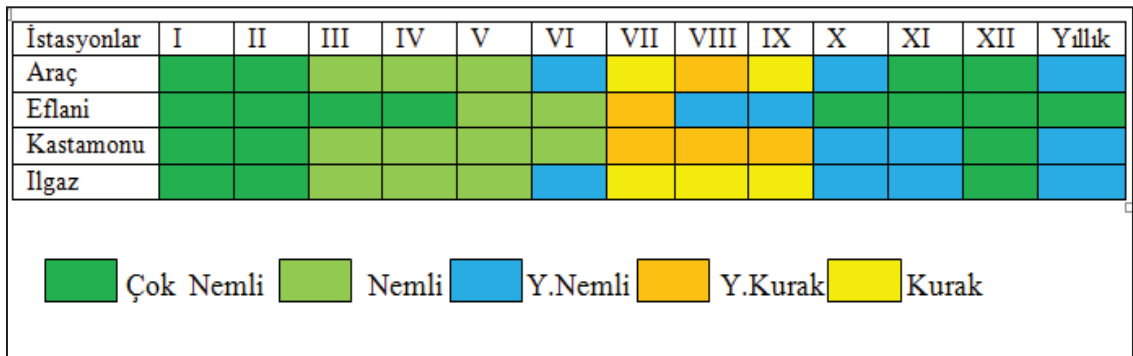 İstasyonlar I II III IV V VI VII VIII IX X XI XII Yıllık
Araç
Eflani
Kastamonu
Ilgaz
Çok Nemli Nemli Y.Nemli Y.Kurak Kurak